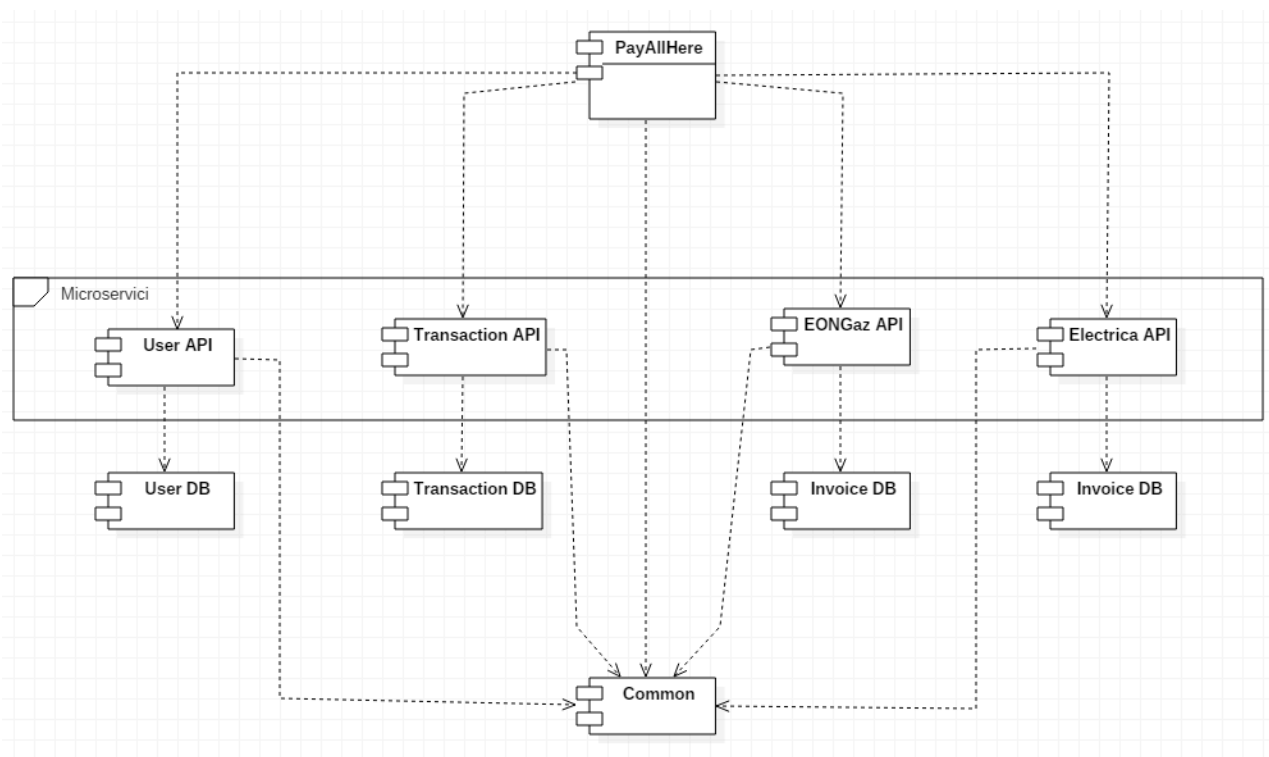 PayAllHere
Microservici
User API
Transaction API
EONGaz API
Electrica API
User DB
Transaction DB
Invoice DB
Invoice DB
Common